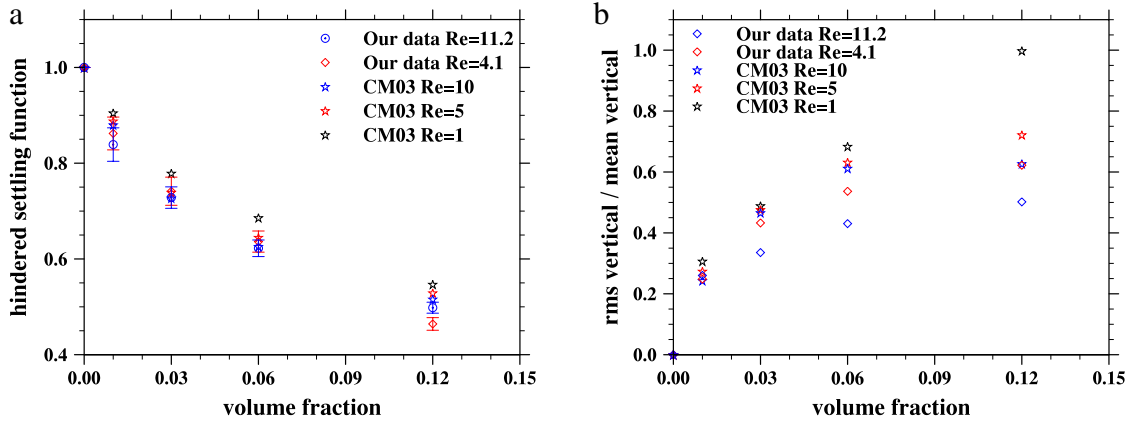 a
hindered settling function
1.0
0.8
0.6
0.4
Our data Re=11.2
Our data Re=4.1
CM03 Re=10
CM03 Re=5
CM03 Re=1
0.00 0.03 0.06 0.09 0.12 0.15
volume fraction
b
rms vertical / mean vertical
1.0
0.8
0.6
0.4
0.2
0.0
Our data Re=11.2
Our data Re=4.1
CM03 Re=10
CM03 Re=5
CM03 Re=1
0.00 0.03 0.06 0.09 0.12 0.15
volume fraction